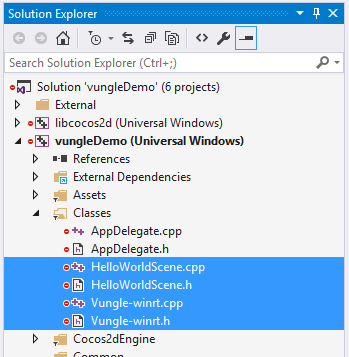 Solution Explorer
Search Solution Explorer (Ctrl+;)
Solution 'vungleDemo' (6 projects)
External
libcocos2d (Universal Windows)
vungleDemo (Universal Windows)
References
External Dependencies
Assets
Classes
AppDelegate.cpp
AppDelegate.h
HelloWorldScene.cpp
HelloWorldScene.h
Vungle-winrt.cpp
Vungle-winrt.h
Cocos2dEngine
Common